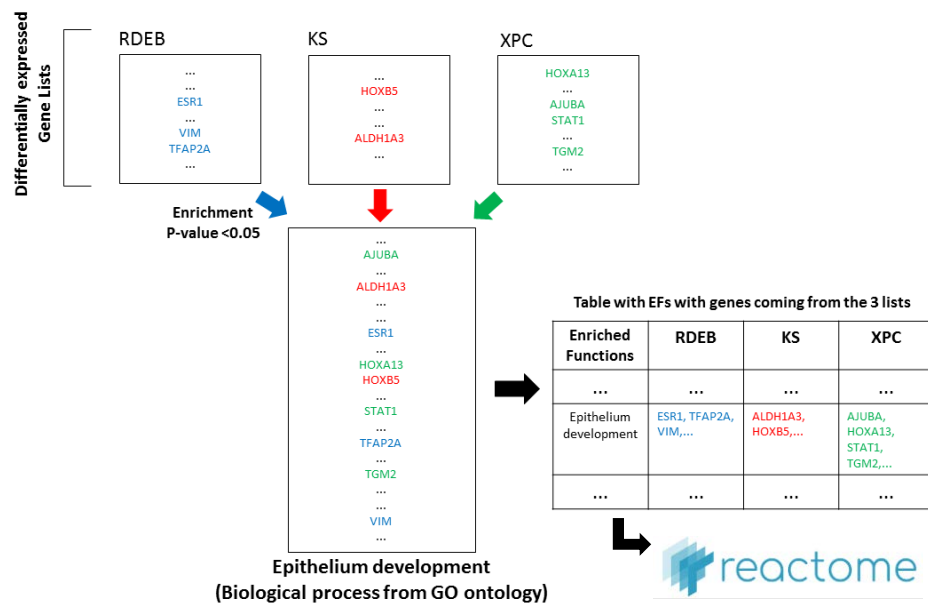 Differentially expressed
Gene Lists
RDEB
...
...
ESR1
...
VIM
TFAP2A
...
KS
...
HOXB5
...
...
ALDH1A3
...
XPC
HOXA13
...
AJUBA
STAT1
...
TGM2
...
Enrichment
P-value <0.05
...
AJUBA
...
ALDH1A3
...
...
ESR1
...
HOXA13
HOXB5
...
STAT1
...
TFAP2A
...
TGM2
...
...
VIM
...
Epithelium development
(Biological process from GO ontology)
Table with EFs with genes coming from the 3 lists
Enriched
Functions
RDEB
KS
XPC
...
...
...
...
Epithelium
development
ESR1, TFAP2A,
VIM,...
ALDH1A3,
HOXB5,...
AJUBA,
HOXA13,
STAT1,
TGM2,...
...
...
...
...
reactome